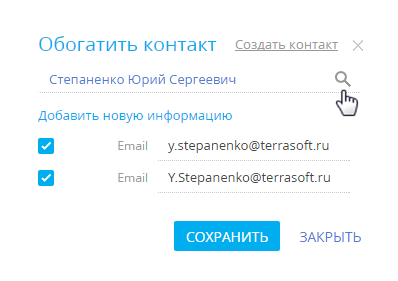 Обогатить контакт Создать контакт
Степаненко Юрий Сергеевич
Добавить новую информацию
Email y.stepanenko@terrasoft.ru
Email Y.Stepanenko@terrasoft.ru
СОХРАНИТЬ ЗАКРЫТЬ